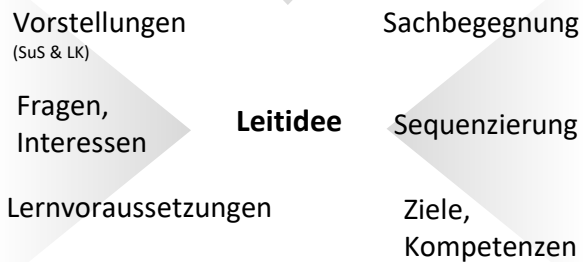 Vorstellungen
(SuS & LK)
Fragen,
Interessen
Lernvoraussetzungen
Leitidee
Sachbegegnung
Sequenzierung
Ziele,
Kompetenzen